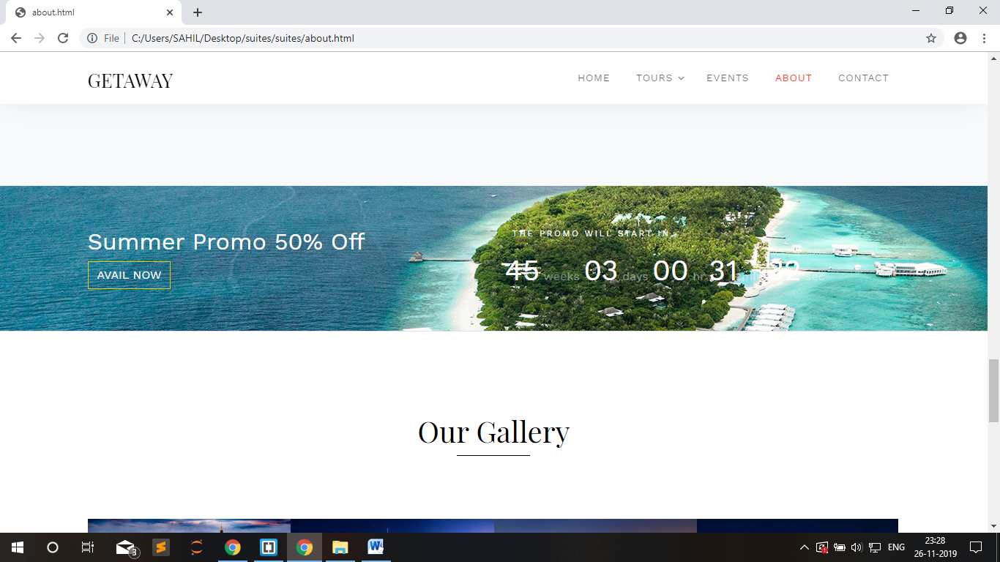 about.html
File C:/Users/SAHIL/Desktop/suites/suites/about.html
GETAWAY HOME TOURS EVENTS ABOUT CONTACT
Summer Promo 50% Off
AVAIL NOW
THE PROMO WILL START IN
45 weeks 03 days 00 hr 31 min 32 sec
Our Gallery
3
ENG
23:28
26-11-2019